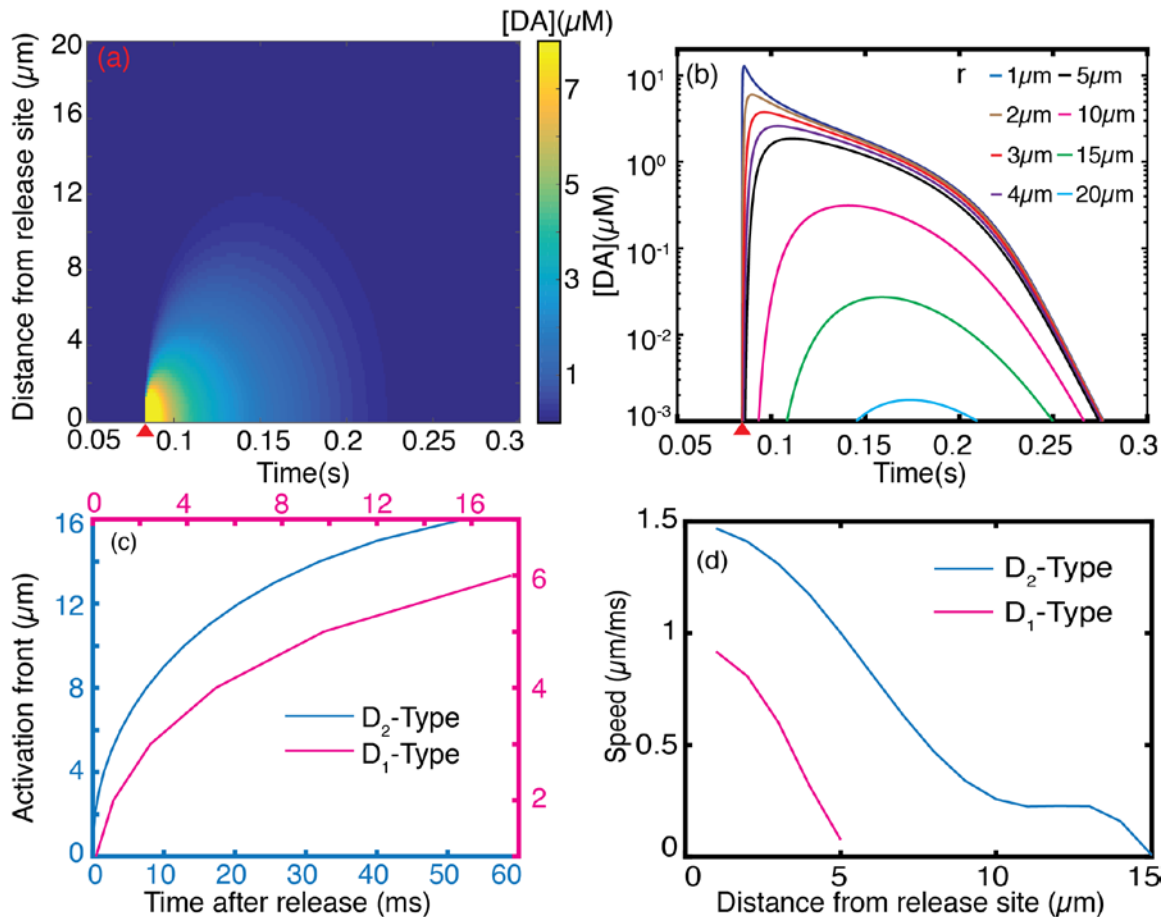 [DA](µM)
(a)
Distance from release site (µm)
20
16
12
8
4
0
0.05 0.1 0.15 0.2 0.25 0.3
Time(s)
7
5
3
1
(b)
[DA](µM)
10¹
10⁰
10⁻¹
10⁻²
10⁻³
r
1µm 5µm
2µm 10µm
3µm 15µm
4µm 20µm
0.05 0.1 0.15 0.2 0.25 0.3
Time(s)
0 4 8 12 16
(c)
Activation front (µm)
16
12
8
4
0
6
4
2
D₂-Type
D₁-Type
0 10 20 30 40 50 60
Time after release (ms)
(d)
Speed (µm/ms)
1.5
1
0.5
0
D₂-Type
D₁-Type
0 5 10 15
Distance from release site (µm)